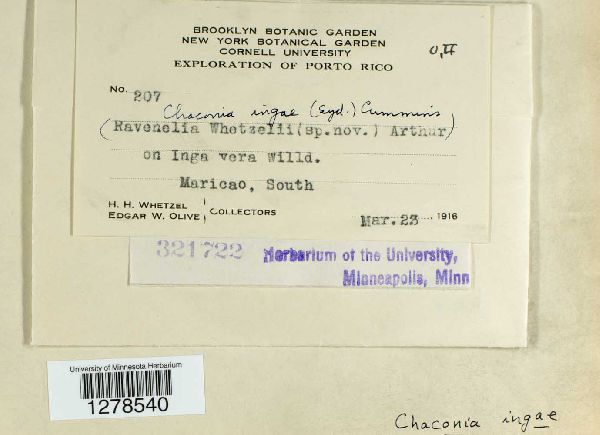 BROOKLYN BOTANIC GARDEN
NEW YORK BOTANICAL GARDEN
CORNELL UNIVERSITY
EXPLORATION OF PORTO RICO
0, II
No. 207
Chaconia ingae (Syd.) Cummins
(Ravenelia Whetzelii(sp.nov.) Arthur)
on Inga vera Willd.
Maricao, South
H. H. WHETZEL
EDGAR W. OLIVE
COLLECTORS
Mar. 23 1916
321722 Herbarium of the University,
Minneapolis, Minn
University of Minnesota Herbarium
1278540
Chaconia ingae